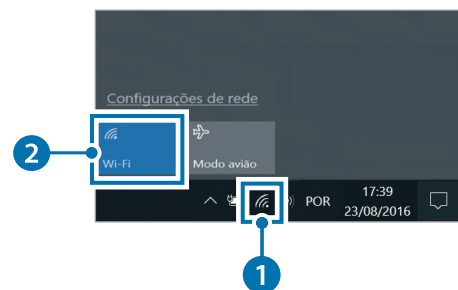 Configurações de rede
2
Wi-Fi
Modo avião
POR
17:39
23/08/2016
1